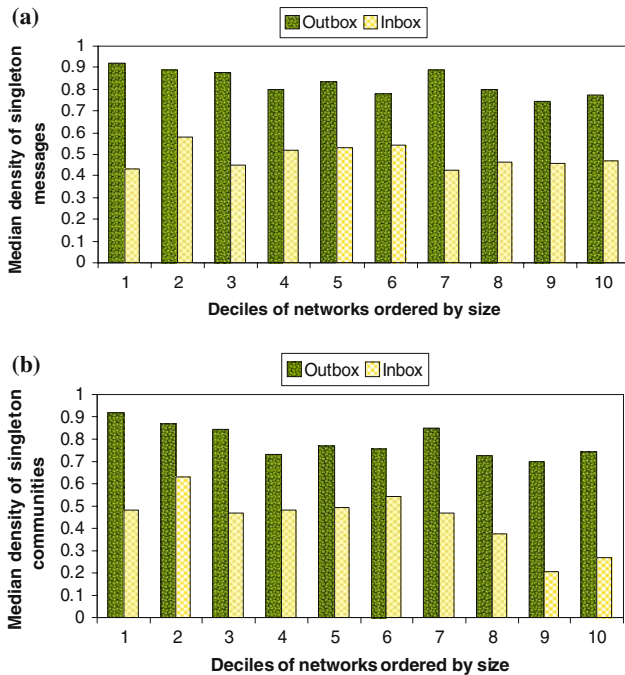 (a)
Outbox Inbox
Median density of singleton
messages
1
0.9
0.8
0.7
0.6
0.5
0.4
0.3
0.2
0.1
0
1 2 3 4 5 6 7 8 9 10
Deciles of networks ordered by size
(b)
Outbox Inbox
Median density of singleton
communities
1
0.9
0.8
0.7
0.6
0.5
0.4
0.3
0.2
0.1
0
1 2 3 4 5 6 7 8 9 10
Deciles of networks ordered by size